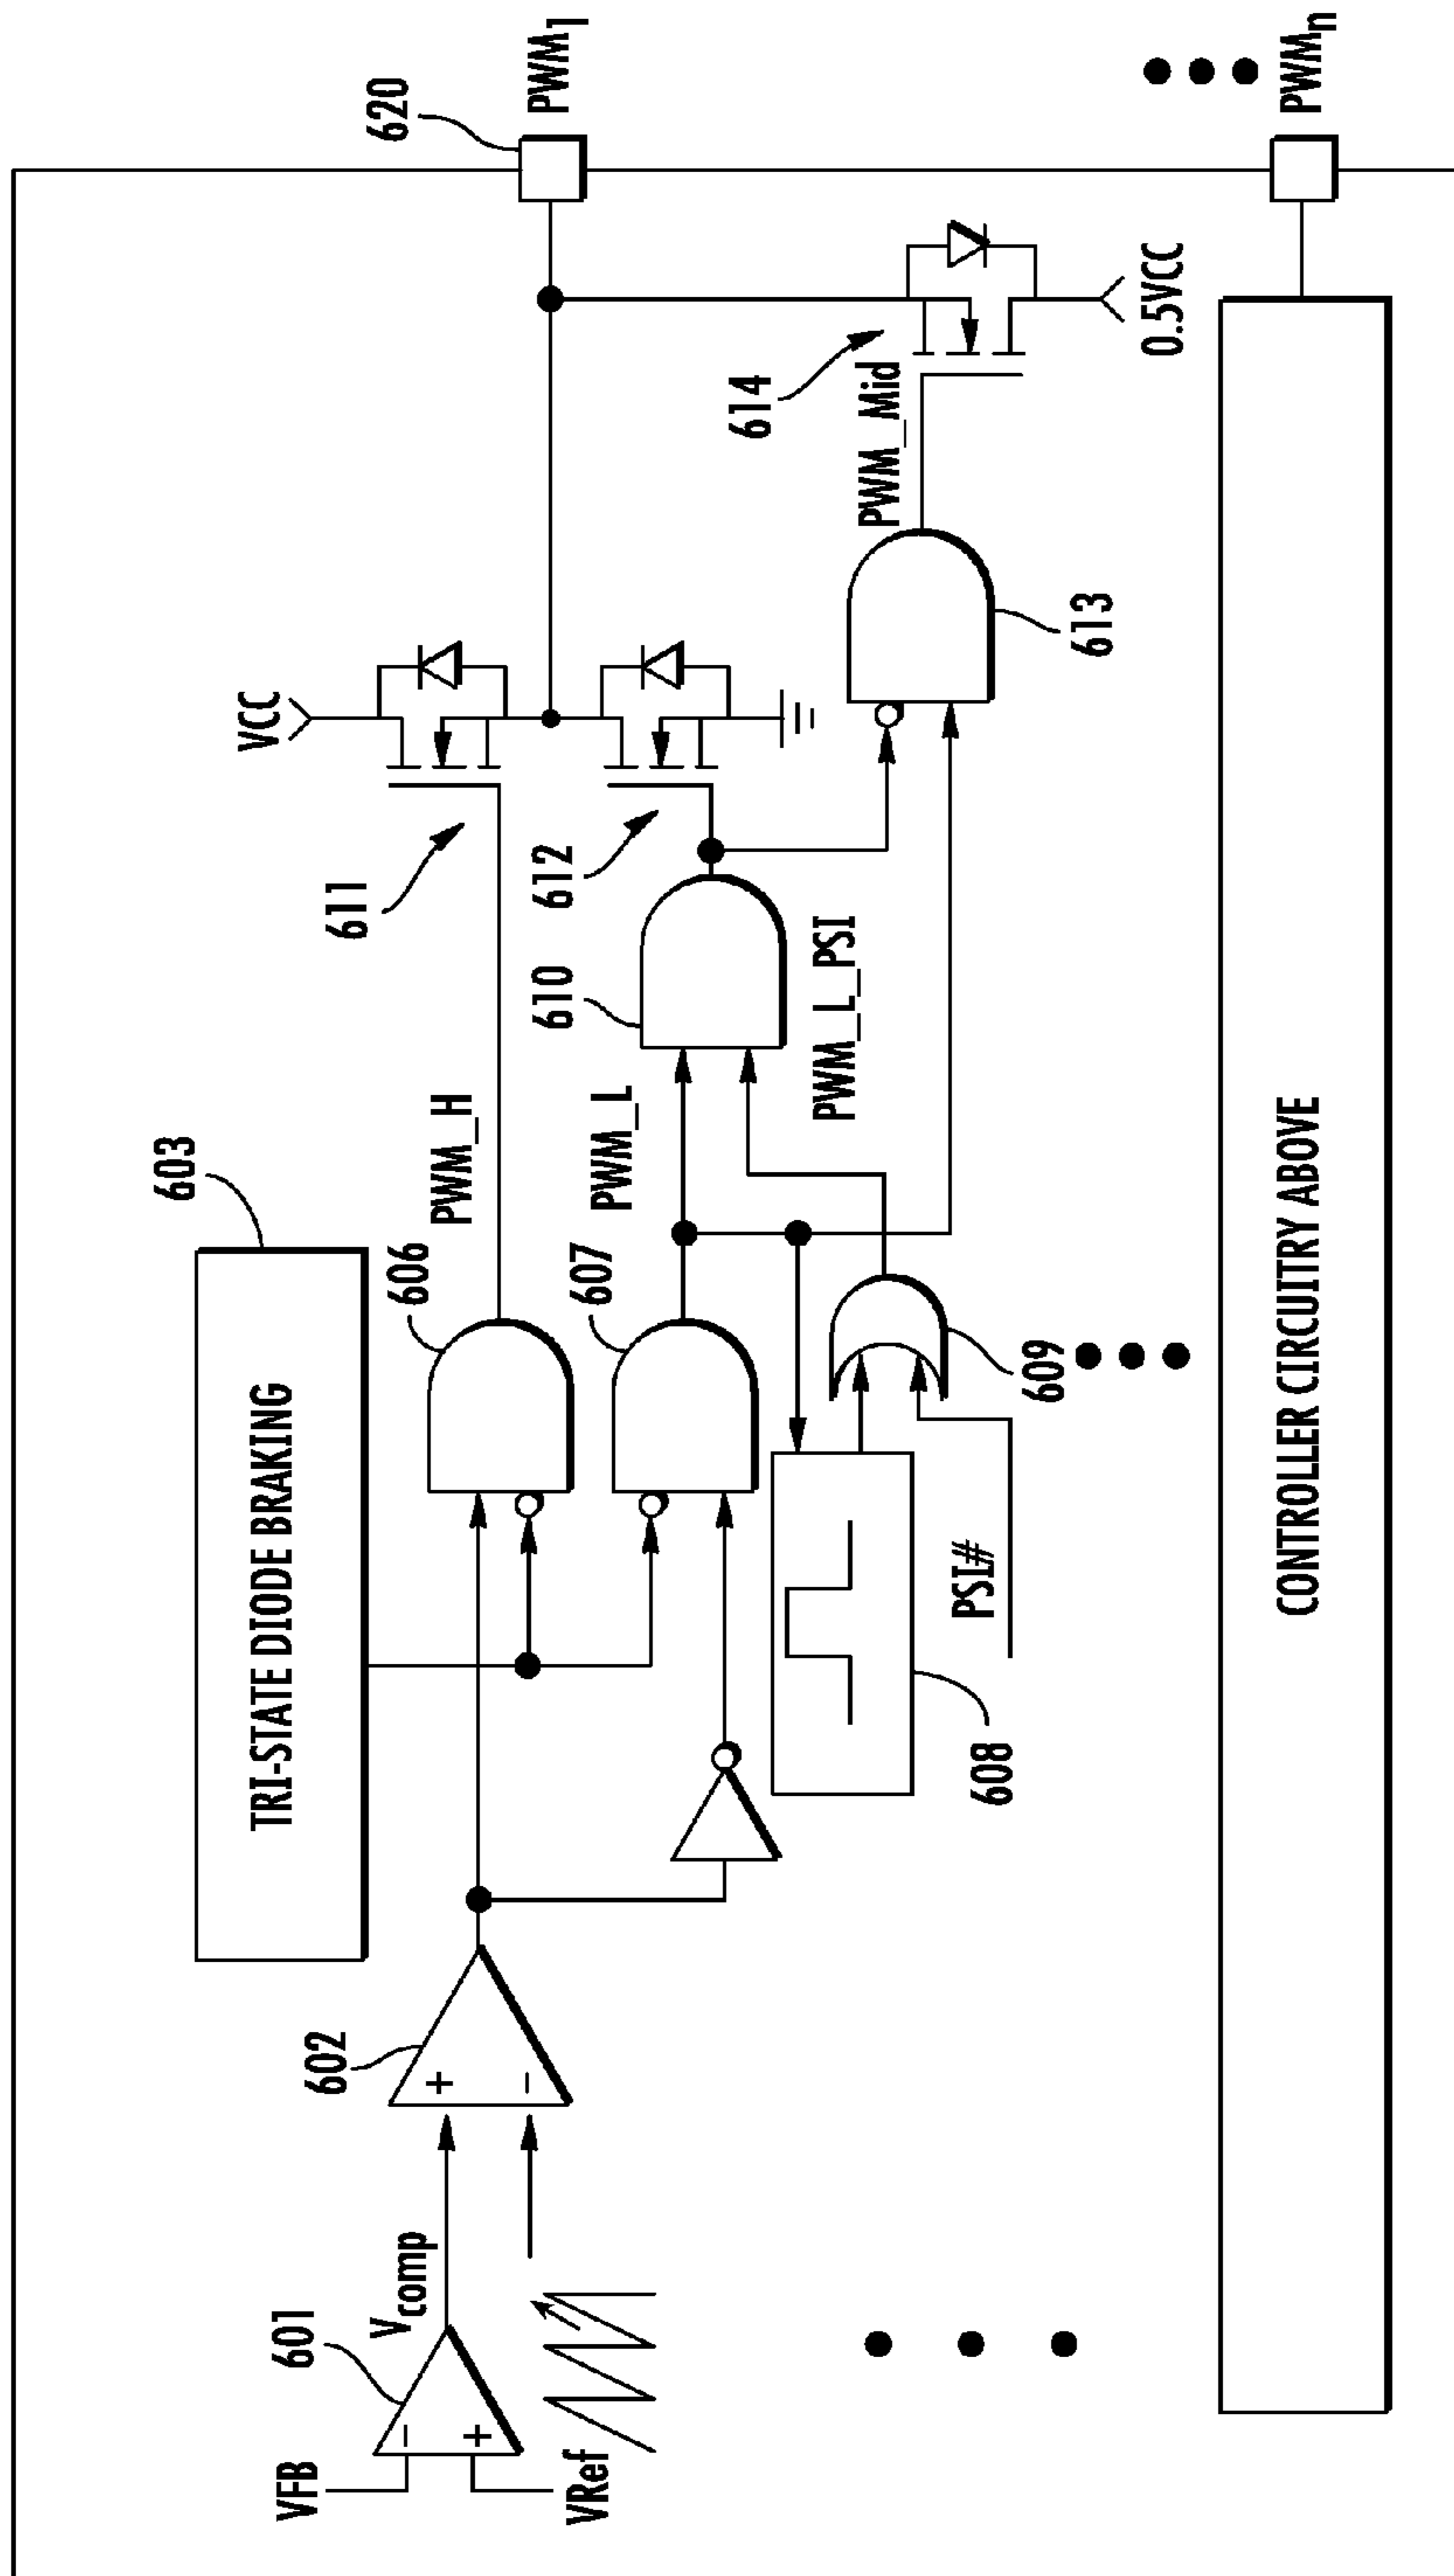 603
TRI-STATE DIODE BRAKING
VCC
620
PWM1
611
PWM_H
606
602
+
–
601
Vcomp
VFB
–
+
VRef
607
PWM_L
610
612
PWM_L_PSI
614
PWM_Mid
0.5VCC
613
609
PSI#
608
CONTROLLER CIRCUITRY ABOVE
PWMn